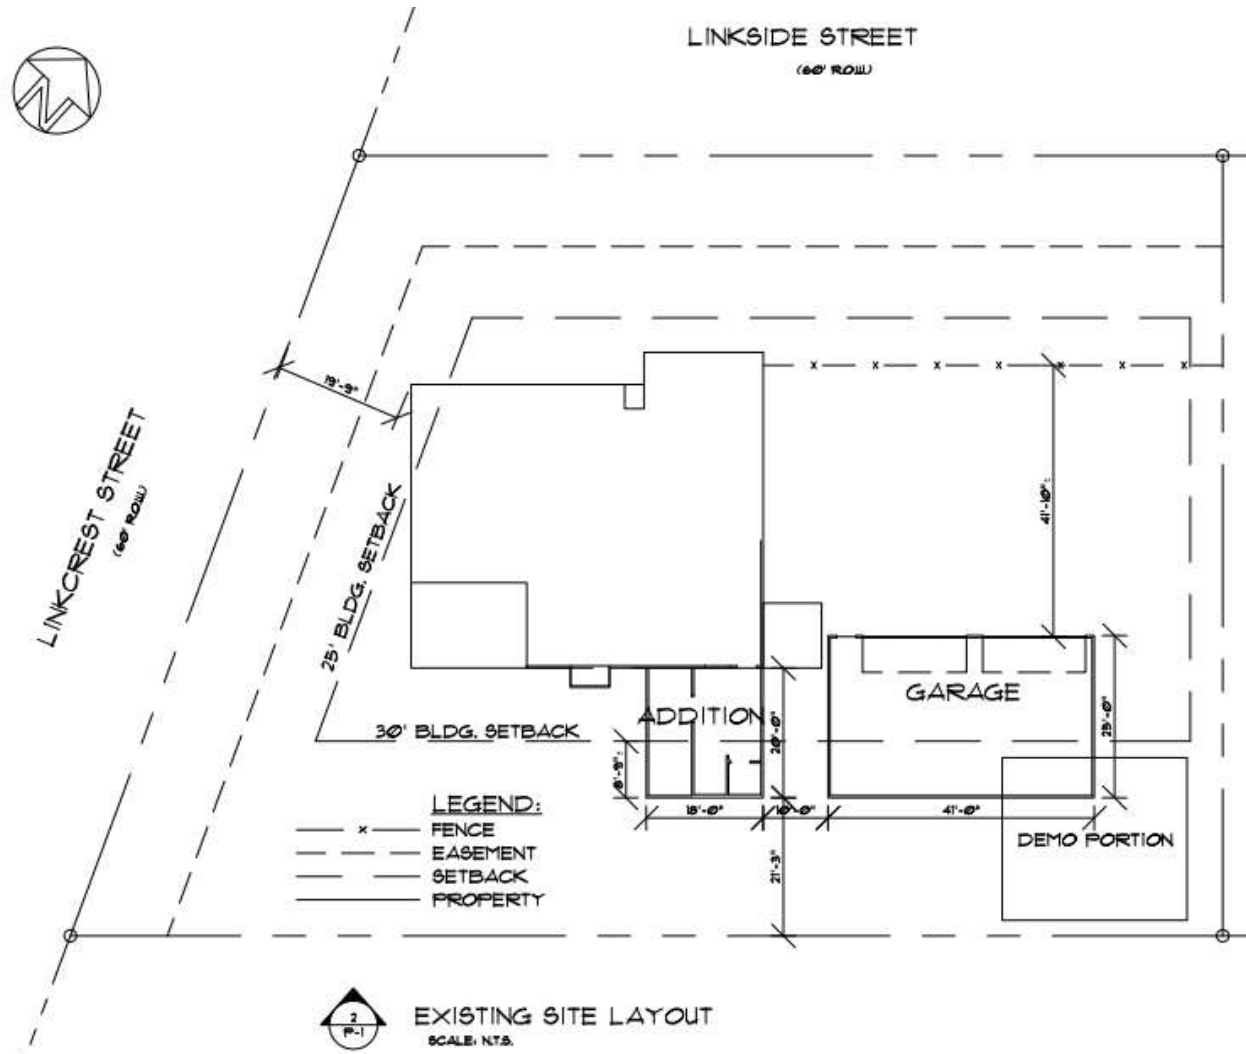 LINKSIDE STREET
(60' ROW)
N
19'-9"
LINKCREST STREET
(60' ROW)
25' BLDG. SETBACK
41'-10"±
GARAGE
ADDITION
30' BLDG. SETBACK
20'-0"
25'-0"
8'-9"±
LEGEND:
FENCE
EASEMENT
SETBACK
PROPERTY
x
18'-0"
10'-0"
41'-0"
DEMO PORTION
21'-3"
2
P-1
EXISTING SITE LAYOUT
SCALE: N.T.S.